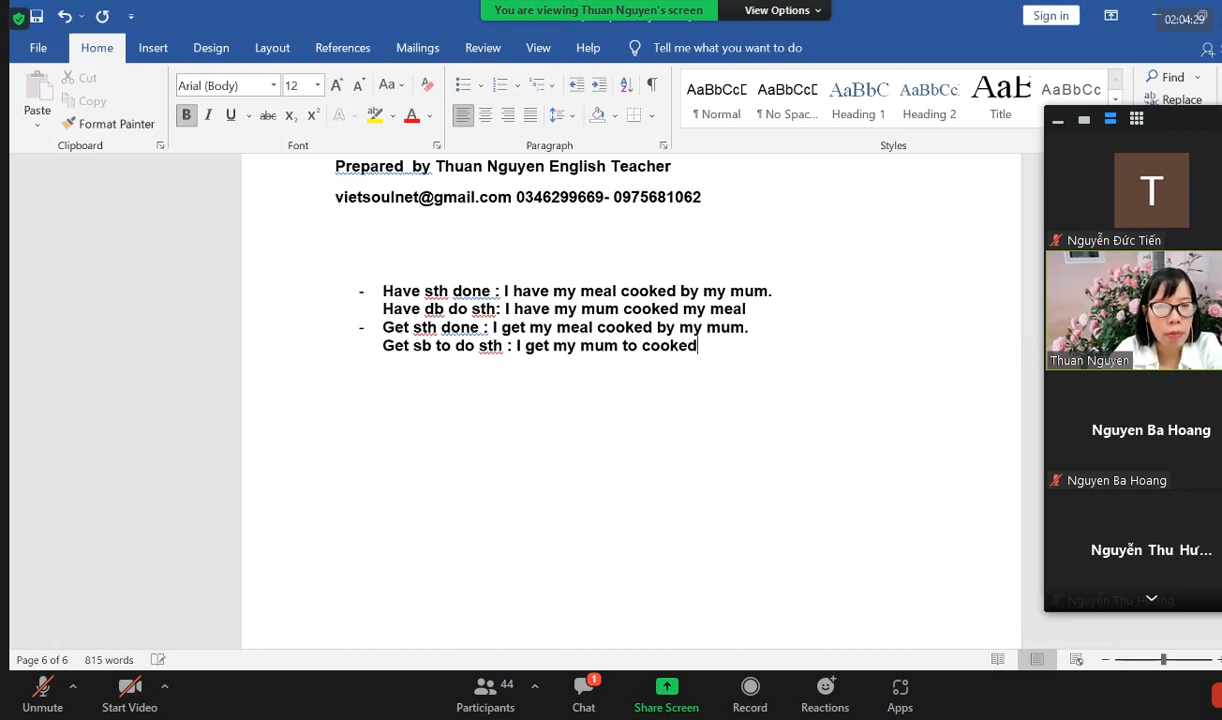 You are viewing Thuan Nguyen's screen
View Options
Sign in
02:04:29
File Home Insert Design Layout References Mailings Review View Help Tell me what you want to do
Paste
Cut
Copy
Format Painter
Clipboard
Arial (Body) 12
Font
Paragraph
AaBbCcDc AaBbCcDc AaBbC AaBbCc AaB AaBbCc
¶ Normal ¶ No Spac... Heading 1 Heading 2 Title
Styles
Find
Replace
Prepared by Thuan Nguyen English Teacher
vietsoulnet@gmail.com 0346299669- 0975681062
- Have sth done : I have my meal cooked by my mum.
Have db do sth: I have my mum cooked my meal
- Get sth done : I get my meal cooked by my mum.
Get sb to do sth : I get my mum to cooked
T
Nguyễn Đức Tiến
Thuan Nguyen
Nguyen Ba Hoang
Nguyen Ba Hoang
Nguyễn Thu Hư...
Nguyễn Thu Hương
Page 6 of 6 815 words
Unmute
Start Video
44
Participants
1
Chat
Share Screen
Record
Reactions
Apps